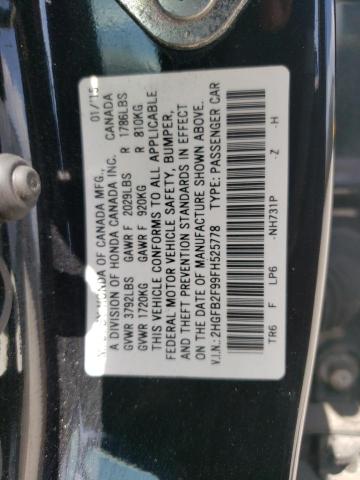 BY HONDA OF CANADA MFG., 01/'15
A DIVISION OF HONDA CANADA INC. CANADA
GVWR 3792LBS GAWR F 2029LBS R 1786LBS
GVWR 1720KG GAWR F 920KG R 810KG
THIS VEHICLE CONFORMS TO ALL APPLICABLE
FEDERAL MOTOR VEHICLE SAFETY, BUMPER,
AND THEFT PREVENTION STANDARDS IN EFFECT
ON THE DATE OF MANUFACTURE SHOWN ABOVE.
V.I.N.: 2HGFB2F99FH525778 TYPE: PASSENGER CAR
TR6 F LP6 -NH731P -Z -H